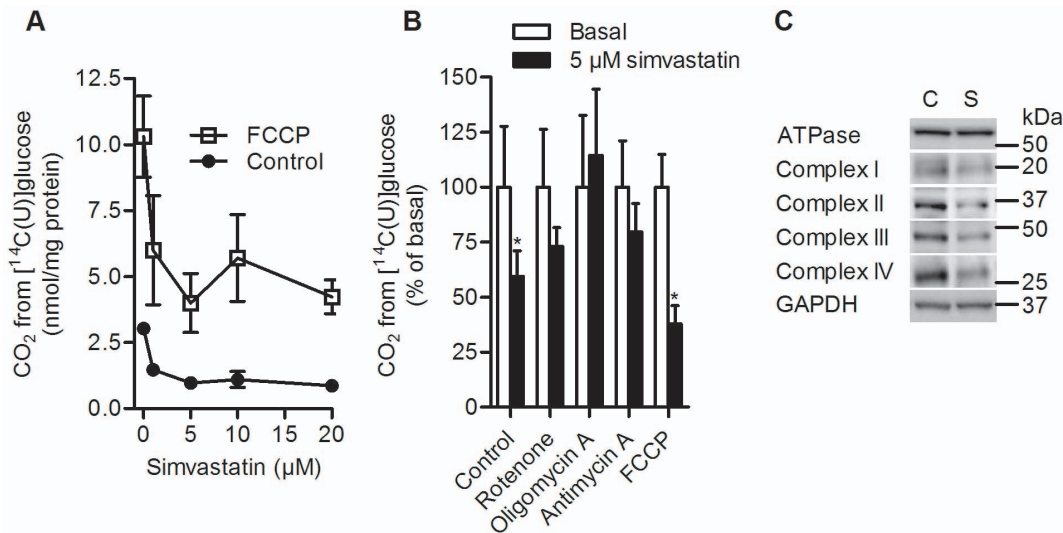 A
CO₂ from [¹⁴C(U)]glucose
(nmol/mg protein)
12.5
10.0
7.5
5.0
2.5
0.0
FCCP
Control
0 5 10 15 20
Simvastatin (µM)
B
Basal
5 µM simvastatin
CO₂ from [¹⁴C(U)]glucose
(% of basal)
150
125
100
75
50
25
0
*
*
Control
Rotenone
Oligomycin A
Antimycin A
FCCP
C
C S
kDa
ATPase
50
Complex I
20
Complex II
37
Complex III
50
Complex IV
25
GAPDH
37